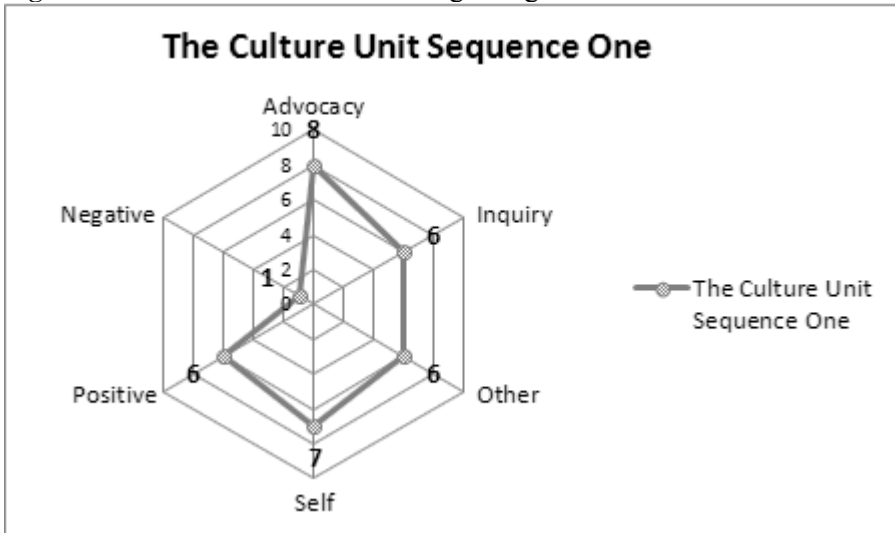 The Culture Unit Sequence One
Advocacy
10
8
8
Negative
6
Inquiry
6
4
1
2
0
The Culture Unit
Sequence One
6
6
Positive
Other
7
Self